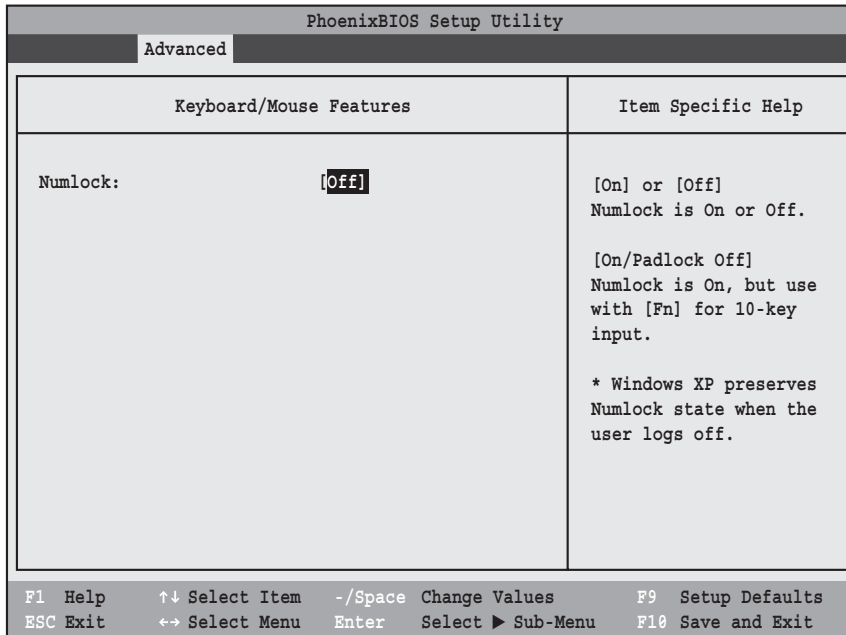 PhoenixBIOS Setup Utility
Advanced
Keyboard/Mouse Features
Item Specific Help
Numlock: [Off]
[On] or [Off]
Numlock is On or Off.
[On/Padlock Off]
Numlock is On, but use
with [Fn] for 10-key
input.
* Windows XP preserves
Numlock state when the
user logs off.
F1 Help ↑↓ Select Item -/Space Change Values F9 Setup Defaults
ESC Exit ←→ Select Menu Enter Select ▶ Sub-Menu F10 Save and Exit